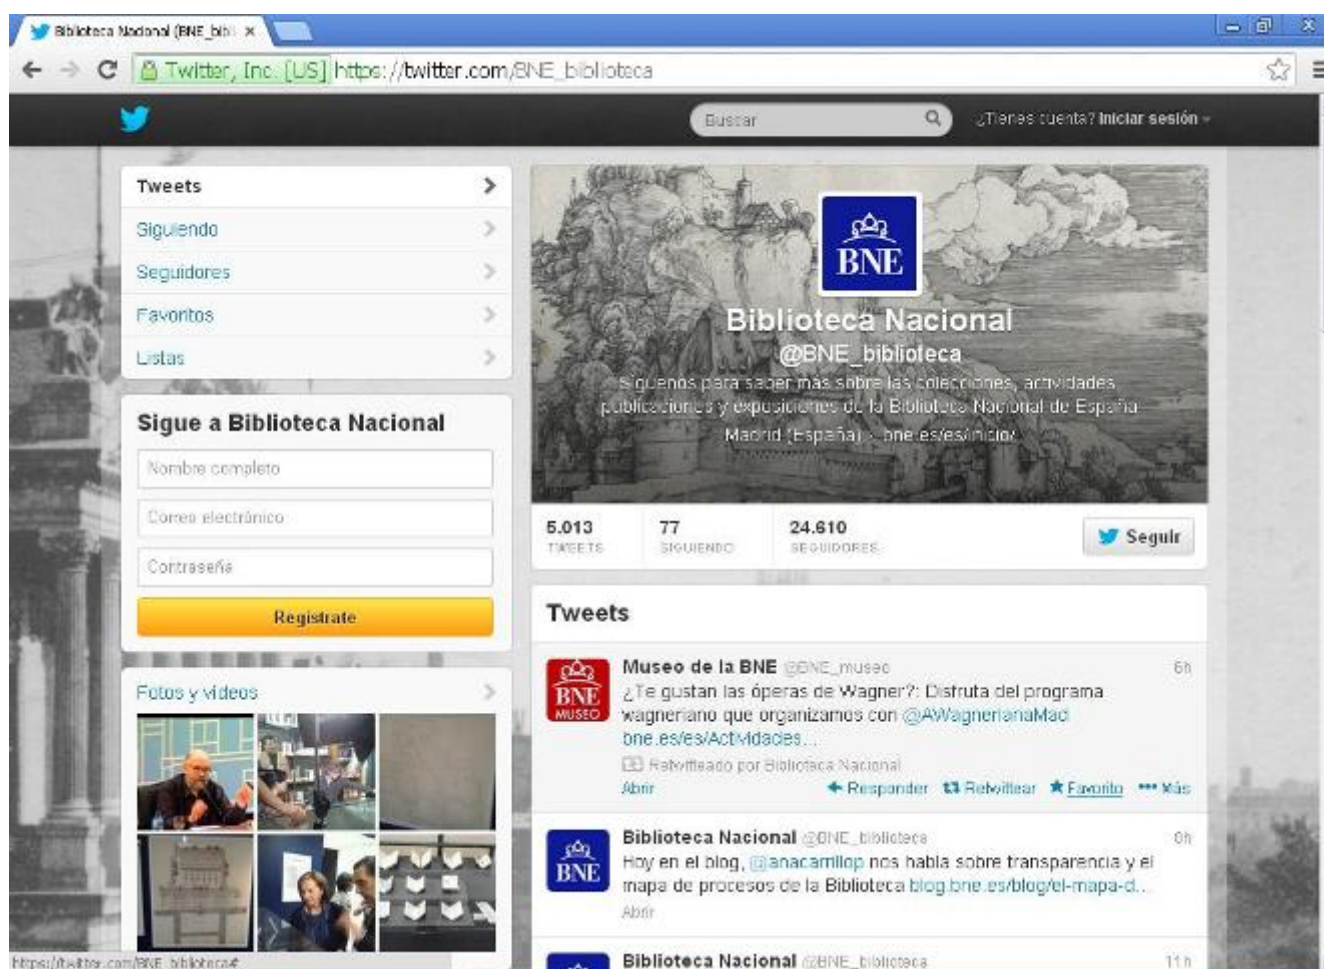 Biblioteca Nacional (BNE_bibli
Twitter, Inc. [US] https://twitter.com/BNE_biblioteca
Buscar
¿Tienes cuenta? Iniciar sesión
Tweets
Siguiendo
Seguidores
Favoritos
Listas
Sigue a Biblioteca Nacional
Nombre completo
Correo electrónico
Contraseña
Regístrate
Fotos y vídeos
BNE
Biblioteca Nacional
@BNE_biblioteca
Síguenos para saber más sobre las colecciones, actividades,
publicaciones y exposiciones de la Biblioteca Nacional de España
Madrid (España) · bne.es/es/Inicio/
5.013 77 24.610
TWEETS SIGUIENDO SEGUIDORES
Seguir
Tweets
BNE
MUSEO
Museo de la BNE @BNE_museo 6h
¿Te gustan las óperas de Wagner?: Disfruta del programa
wagneriano que organizamos con @AWagnerianaMad
bne.es/es/Actividades...
Retwitteado por Biblioteca Nacional
Abrir Responder Retwittear Favorito Más
BNE
Biblioteca Nacional @BNE_biblioteca 8h
Hoy en el blog, @anacarrillop nos habla sobre transparencia y el
mapa de procesos de la Biblioteca blog.bne.es/blog/el-mapa-d...
Abrir
Biblioteca Nacional @BNE_biblioteca 11h
https://twitter.com/BNE_biblioteca#